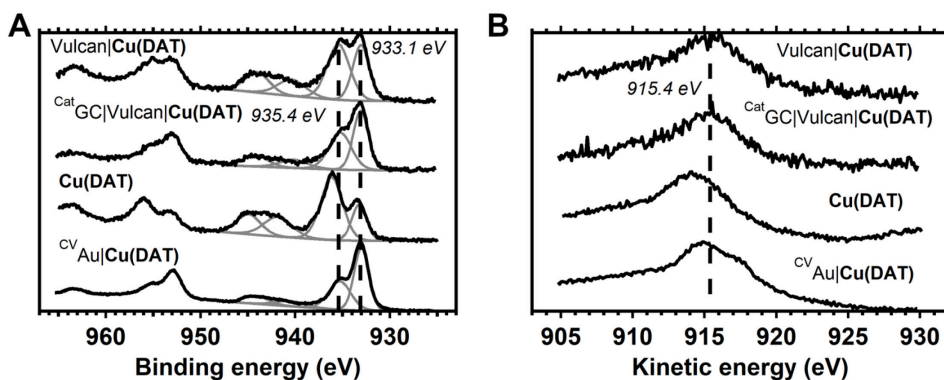 A
Vulcan|Cu(DAT)
933.1 eV
CatGC|Vulcan|Cu(DAT)
935.4 eV
Cu(DAT)
CVAu|Cu(DAT)
960 950 940 930
Binding energy (eV)
B
Vulcan|Cu(DAT)
915.4 eV
CatGC|Vulcan|Cu(DAT)
Cu(DAT)
CVAu|Cu(DAT)
905 910 915 920 925 930
Kinetic energy (eV)